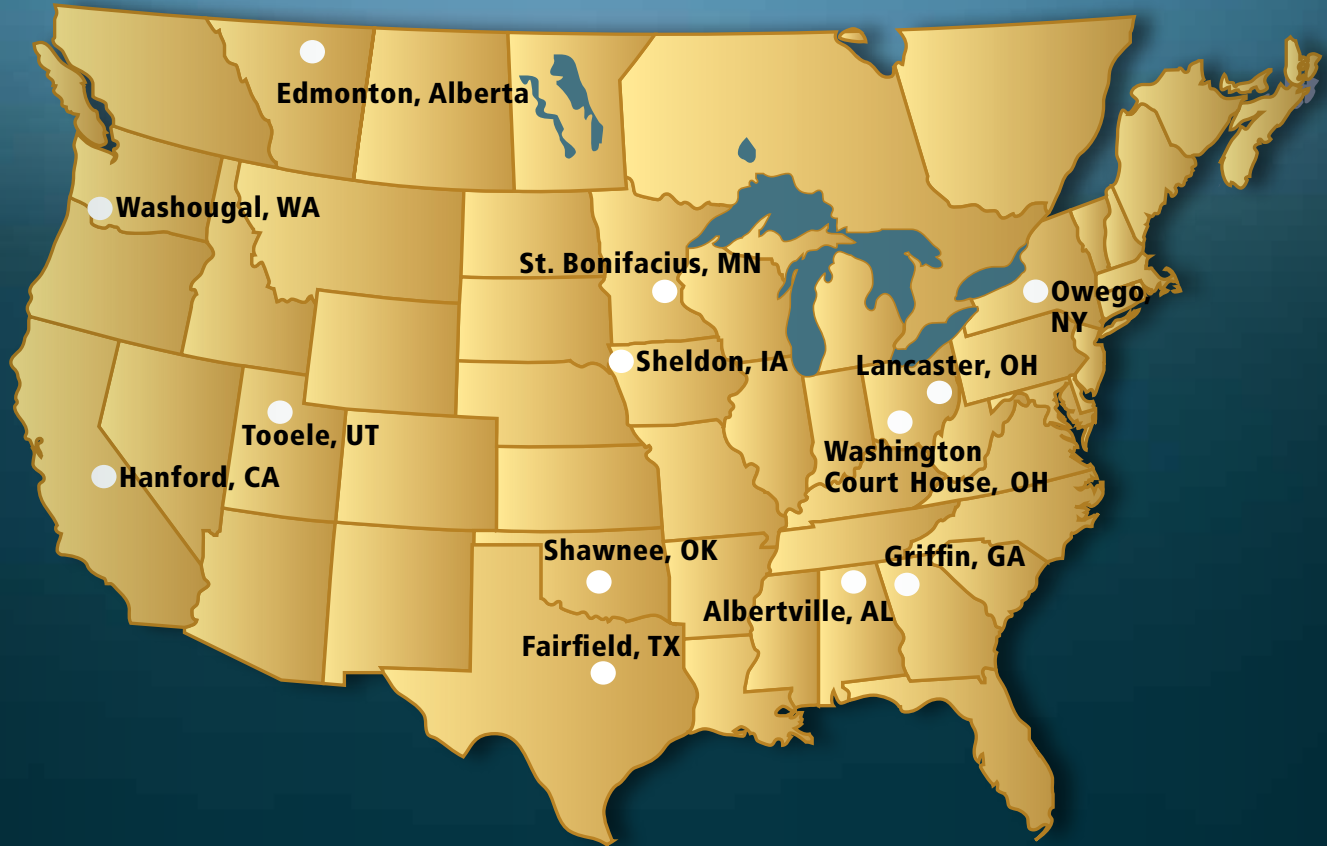 Edmonton, Alberta
Washougal, WA
St. Bonifacius, MN
Owego,
NY
Sheldon, IA
Lancaster, OH
Tooele, UT
Washington
Court House, OH
Hanford, CA
Shawnee, OK
Griffin, GA
Albertville, AL
Fairfield, TX